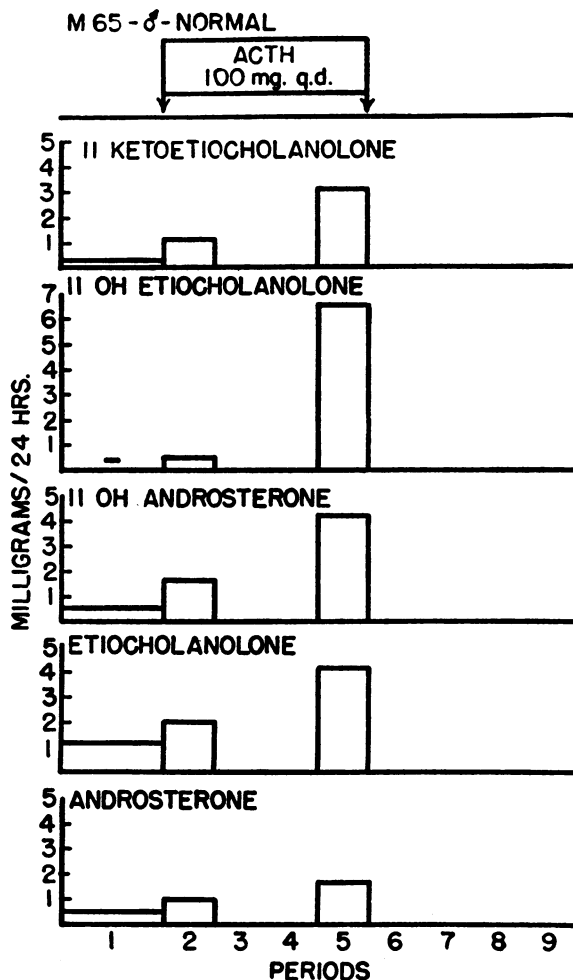 M 65 - ♂ - NORMAL
ACTH
100 mg. q.d.
11 KETOETIOCHOLANOLONE
5
4
3
2
1
11 OH ETIOCHOLANOLONE
7
6
5
4
3
2
1
11 OH ANDROSTERONE
5
4
3
2
1
ETIOCHOLANOLONE
5
4
3
2
1
ANDROSTERONE
5
4
3
2
1
MILLIGRAMS/24 HRS.
1 2 3 4 5 6 7 8 9
PERIODS